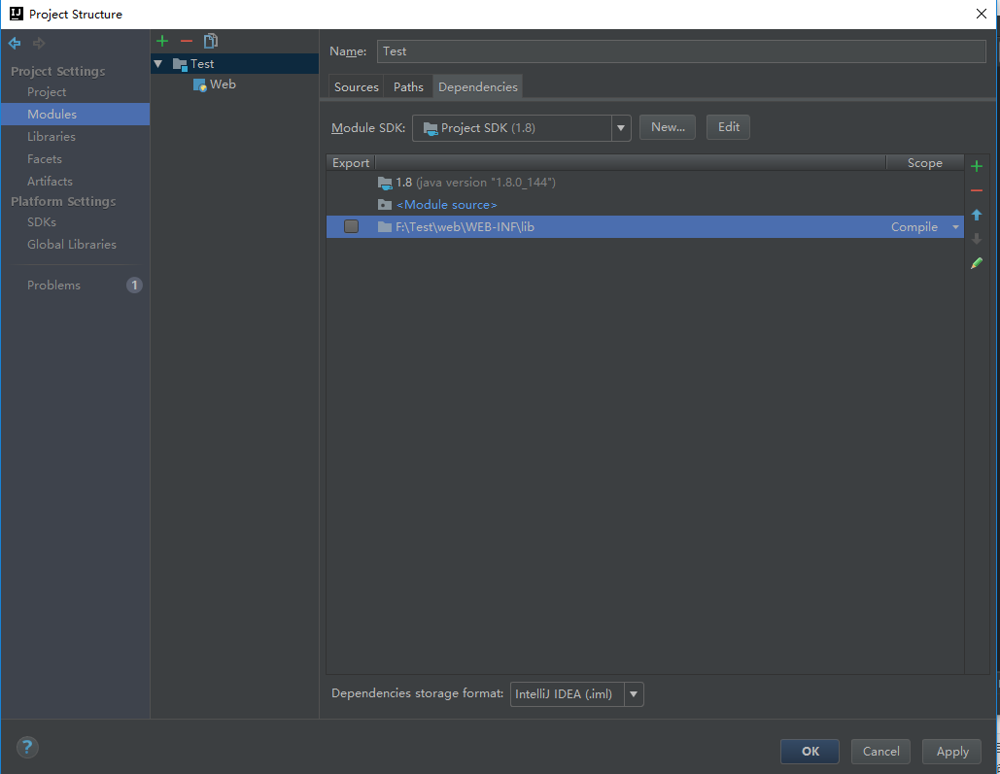 Project Structure
Project Settings
Project
Modules
Libraries
Facets
Artifacts
Platform Settings
SDKs
Global Libraries
Problems 1
Test
Web
Name: Test
Sources Paths Dependencies
Module SDK: Project SDK (1.8) New... Edit
Export Scope
1.8 (java version "1.8.0_144")
<Module source>
F:\Test\web\WEB-INF\lib Compile
Dependencies storage format: IntelliJ IDEA (.iml)
? OK Cancel Apply